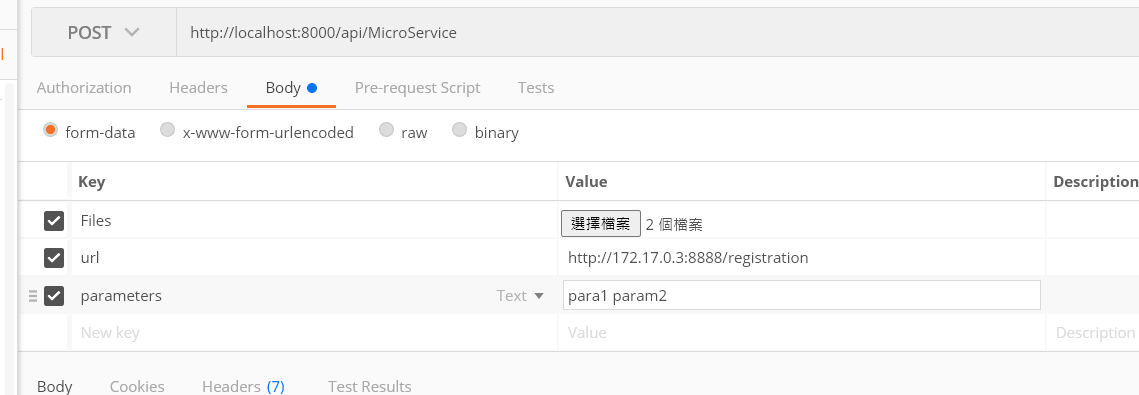 POST http://localhost:8000/api/MicroService
Authorization Headers Body Pre-request Script Tests
form-data x-www-form-urlencoded raw binary
Key Value Description
Files 選擇檔案 2 個檔案
url http://172.17.0.3:8888/registration
parameters Text para1 param2
New key Value Description
Body Cookies Headers (7) Test Results